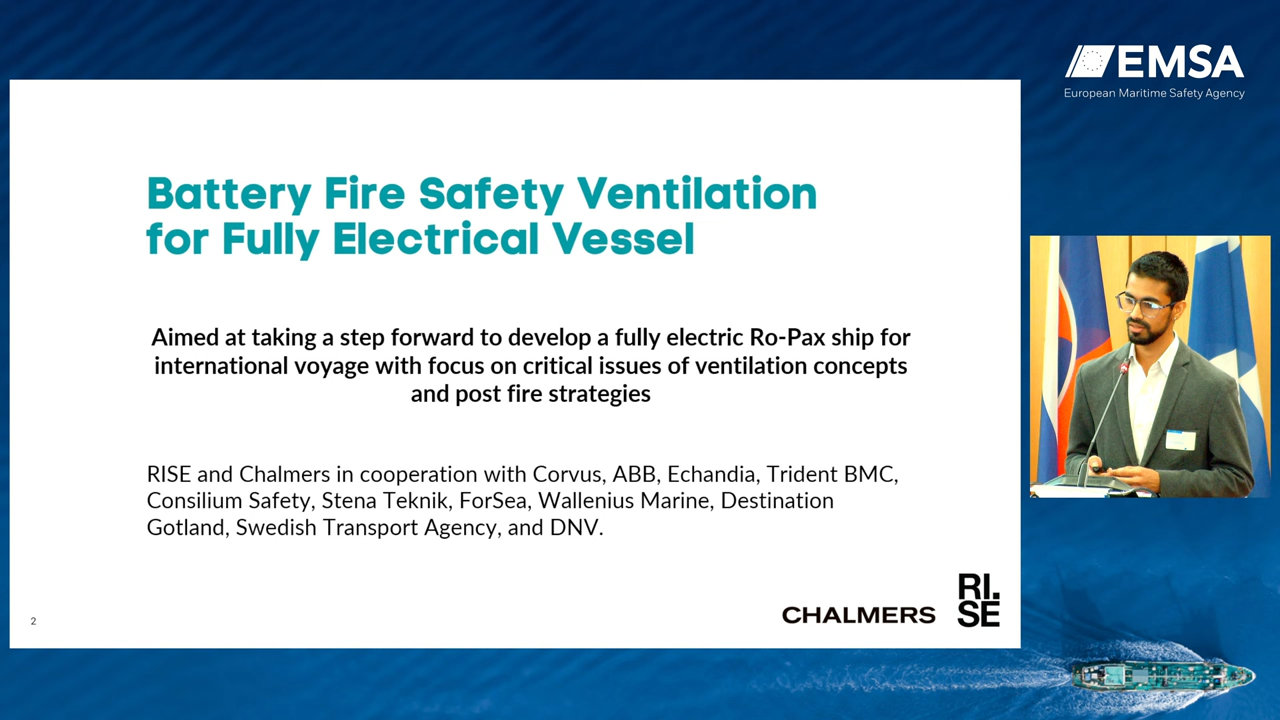 EMSA
European Maritime Safety Agency
Battery Fire Safety Ventilation
for Fully Electrical Vessel
Aimed at taking a step forward to develop a fully electric Ro-Pax ship for
international voyage with focus on critical issues of ventilation concepts
and post fire strategies
RISE and Chalmers in cooperation with Corvus, ABB, Echandia, Trident BMC,
Consilium Safety, Stena Teknik, ForSea, Wallenius Marine, Destination
Gotland, Swedish Transport Agency, and DNV.
2
CHALMERS
RI.
SE